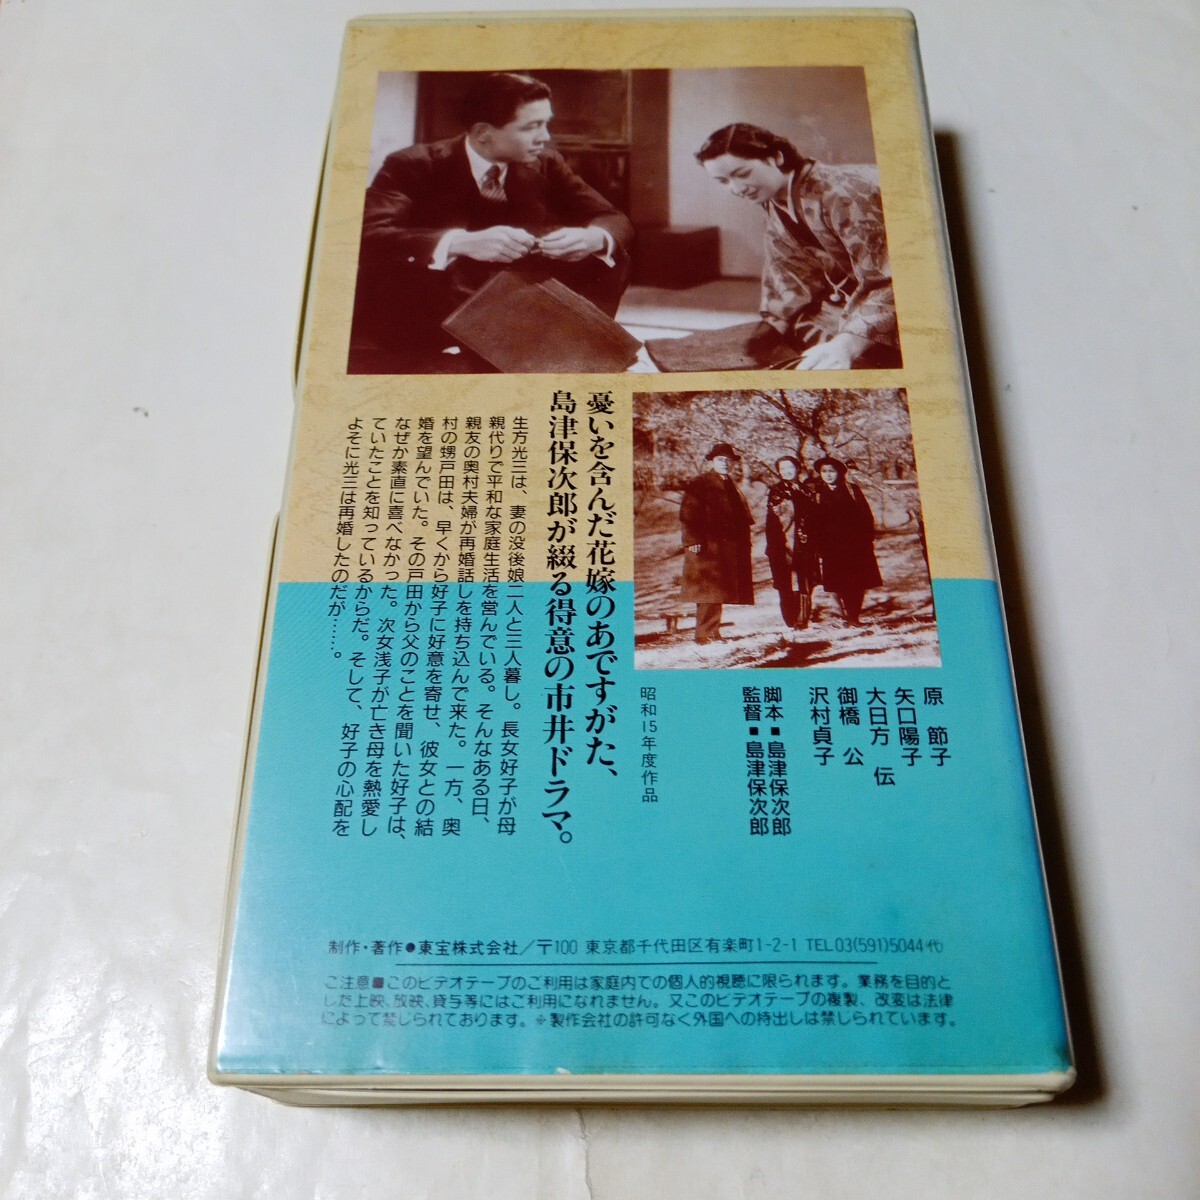 原　節子
矢口陽子
大日方　伝
御橋　公
沢村貞子
脚本■島津保次郎
監督■島津保次郎
昭和15年度作品
憂いを含んだ花嫁のあですがた、
島津保次郎が綴る得意の市井ドラマ。
生方光三は、妻の没後娘二人と三人暮し。長女好子が母
親代りで平和な家庭生活を営んでいる。そんなある日、
親友の奥村夫婦が再婚話しを持ち込んで来た。一方、奥
村の甥戸田は、早くから好子に好意を寄せ、彼女との結
婚を望んでいた。その戸田から父のことを聞いた好子は、
なぜか素直に喜べなかった。次女浅子が亡き母を熱愛し
ていたことを知っているからだ。そして、好子の心配を
よそに光三は再婚したのだが……。
制作・著作●東宝株式会社/〒100 東京都千代田区有楽町1-2-1 TEL03(591)5044代
ご注意■このビデオテープのご利用は家庭内での個人的視聴に限られます。業務を目的と
した上映、放映、貸与等にはご利用になれません。又このビデオテープの複製、改変は法律
によって禁じられております。※製作会社の許可なく外国への持出しは禁じられています。